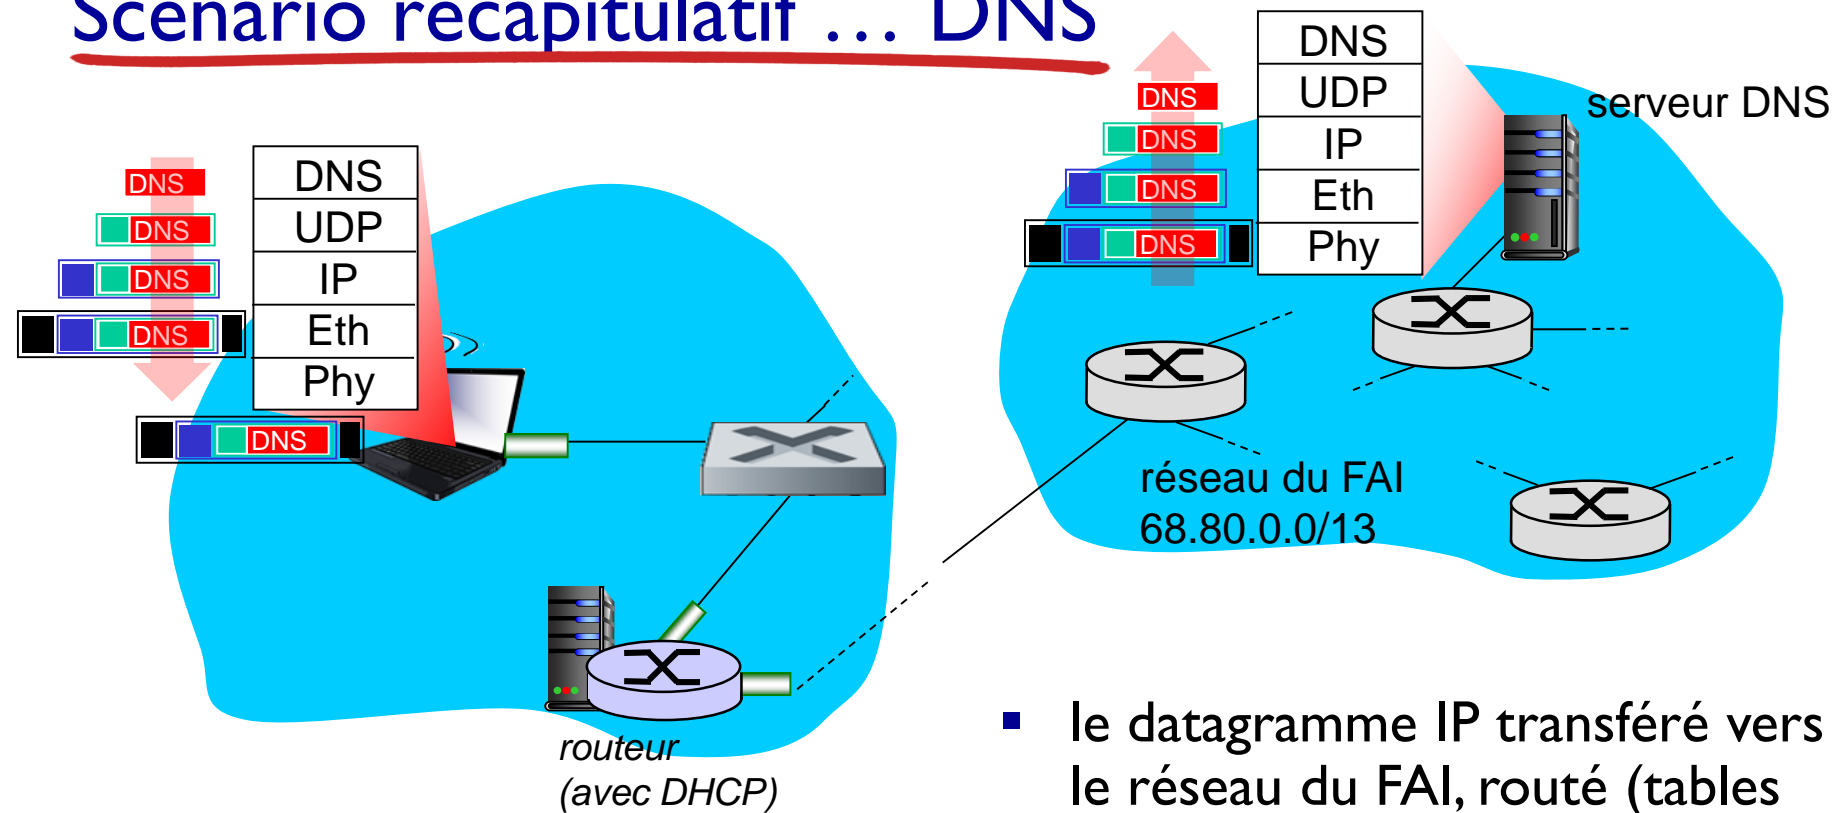 Scénario récapitulatif … DNS
DNS
DNS
DNS
DNS
DNS
UDP
IP
Eth
Phy
DNS
DNS
DNS
DNS
DNS
DNS
UDP
IP
Eth
Phy
serveur DNS
réseau du FAI
68.80.0.0/13
routeur
(avec DHCP)
le datagramme IP transféré vers
le réseau du FAI, routé (tables